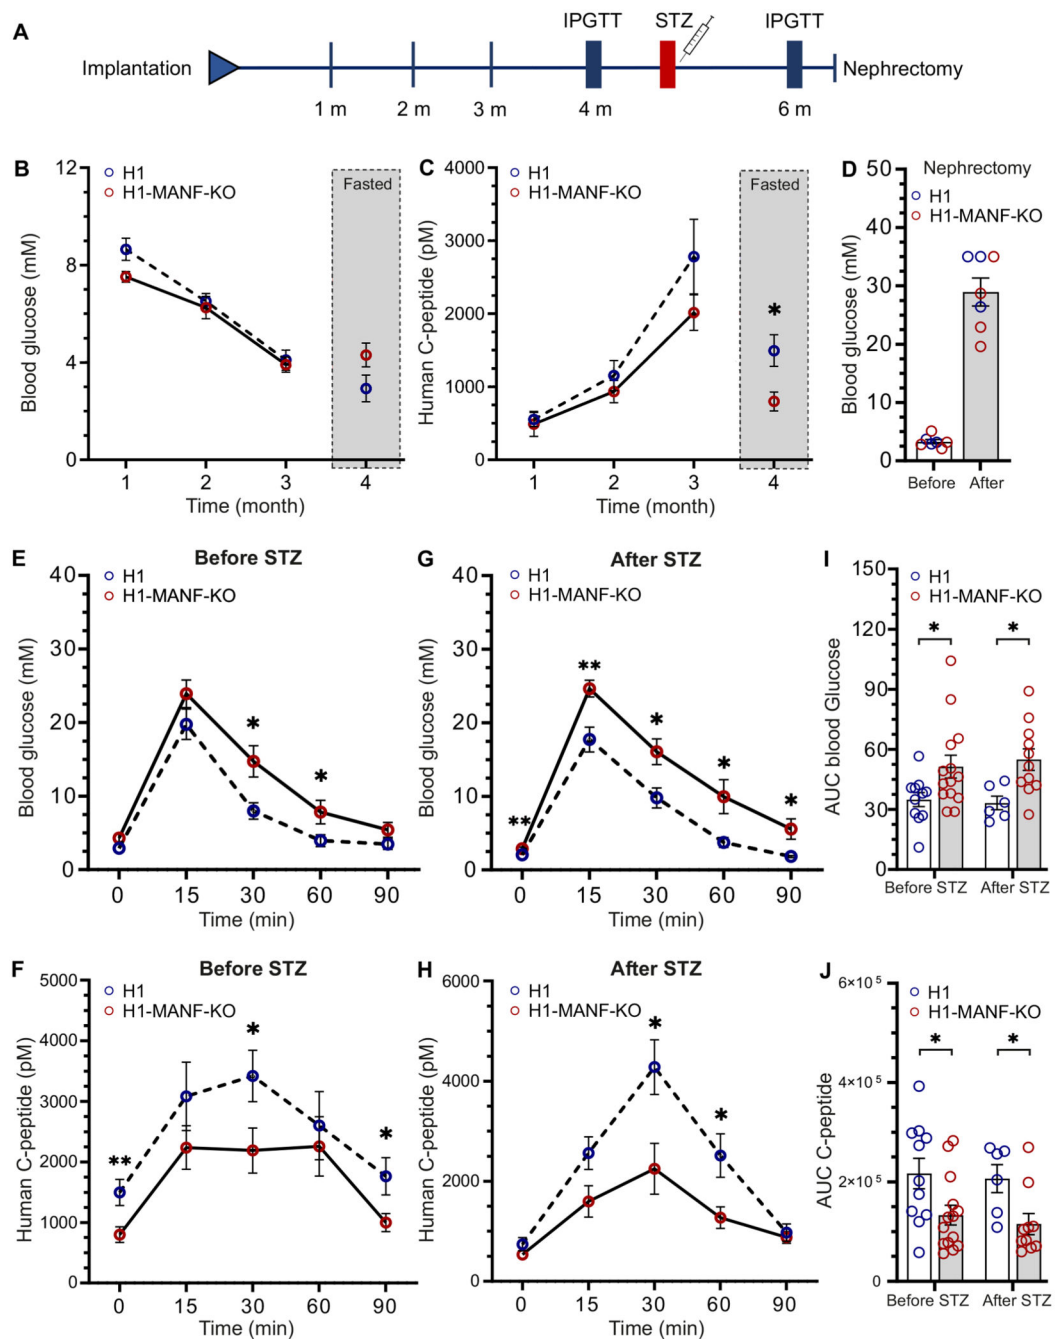 A
IPGTT STZ IPGTT
Implantation Nephrectomy
1 m 2 m 3 m 4 m 6 m
B
H1
H1-MANF-KO
Fasted
Blood glucose (mM)
12
8
4
0
1 2 3 4
Time (month)
C
H1
H1-MANF-KO
Fasted
*
Human C-peptide (pM)
4000
3000
2000
1000
0
1 2 3 4
Time (month)
D
Nephrectomy
H1
H1-MANF-KO
Blood glucose (mM)
50
40
30
20
10
0
Before After
E
Before STZ
H1
H1-MANF-KO
Blood glucose (mM)
40
30
20
10
0
* *
0 15 30 60 90
Time (min)
G
After STZ
H1
H1-MANF-KO
Blood glucose (mM)
40
30
20
10
0
** ** * * *
0 15 30 60 90
Time (min)
I
H1
H1-MANF-KO
AUC blood Glucose
150
120
90
60
30
0
* *
Before STZ After STZ
F
Before STZ
H1
H1-MANF-KO
Human C-peptide (pM)
5000
4000
3000
2000
1000
0
** * *
0 15 30 60 90
Time (min)
H
After STZ
H1
H1-MANF-KO
Human C-peptide (pM)
6000
4000
2000
0
* *
0 15 30 60 90
Time (min)
J
H1
H1-MANF-KO
AUC C-peptide
6×10⁵
4×10⁵
2×10⁵
0
* *
Before STZ After STZ